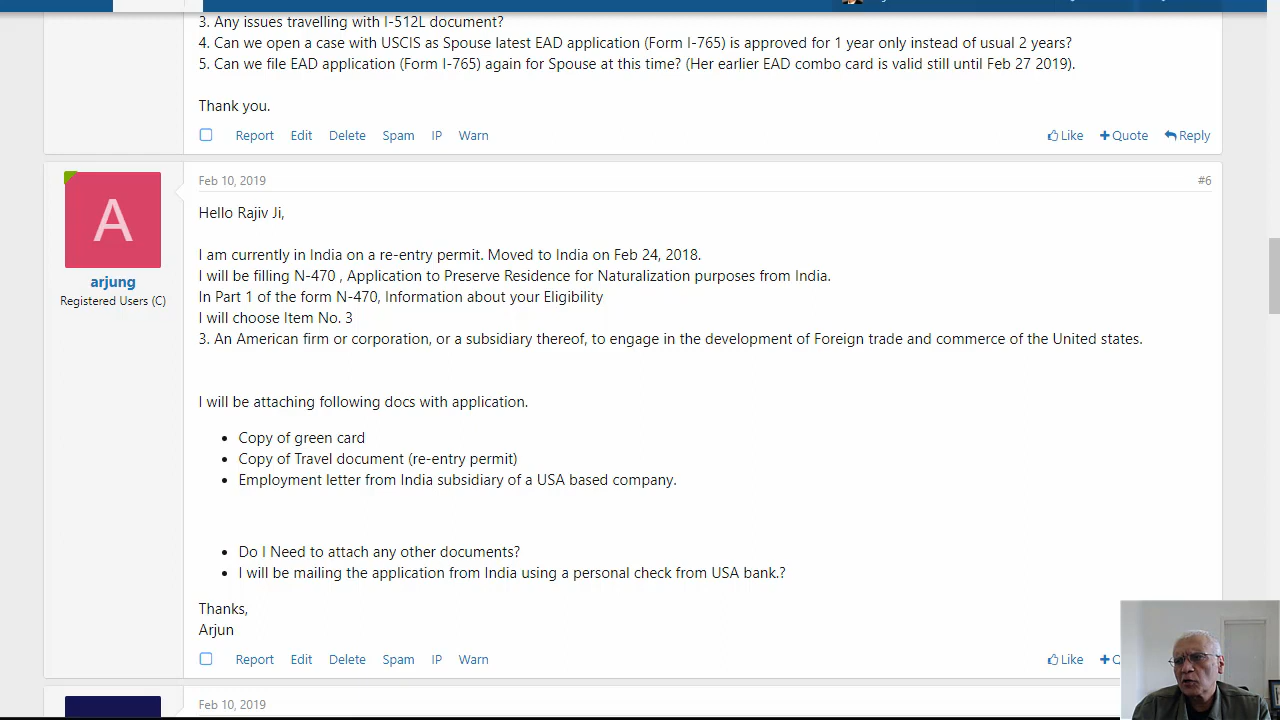 3. Any issues travelling with I-512L document?
4. Can we open a case with USCIS as Spouse latest EAD application (Form I-765) is approved for 1 year only instead of usual 2 years?
5. Can we file EAD application (Form I-765) again for Spouse at this time? (Her earlier EAD combo card is valid still until Feb 27 2019).
Thank you.
Report Edit Delete Spam IP Warn Like + Quote Reply
A
arjung
Registered Users (C)
Feb 10, 2019 #6
Hello Rajiv Ji,
I am currently in India on a re-entry permit. Moved to India on Feb 24, 2018.
I will be filling N-470 , Application to Preserve Residence for Naturalization purposes from India.
In Part 1 of the form N-470, Information about your Eligibility
I will choose Item No. 3
3. An American firm or corporation, or a subsidiary thereof, to engage in the development of Foreign trade and commerce of the United states.
I will be attaching following docs with application.
• Copy of green card
• Copy of Travel document (re-entry permit)
• Employment letter from India subsidiary of a USA based company.
• Do I Need to attach any other documents?
• I will be mailing the application from India using a personal check from USA bank.?
Thanks,
Arjun
Report Edit Delete Spam IP Warn Like + Q
Feb 10, 2019